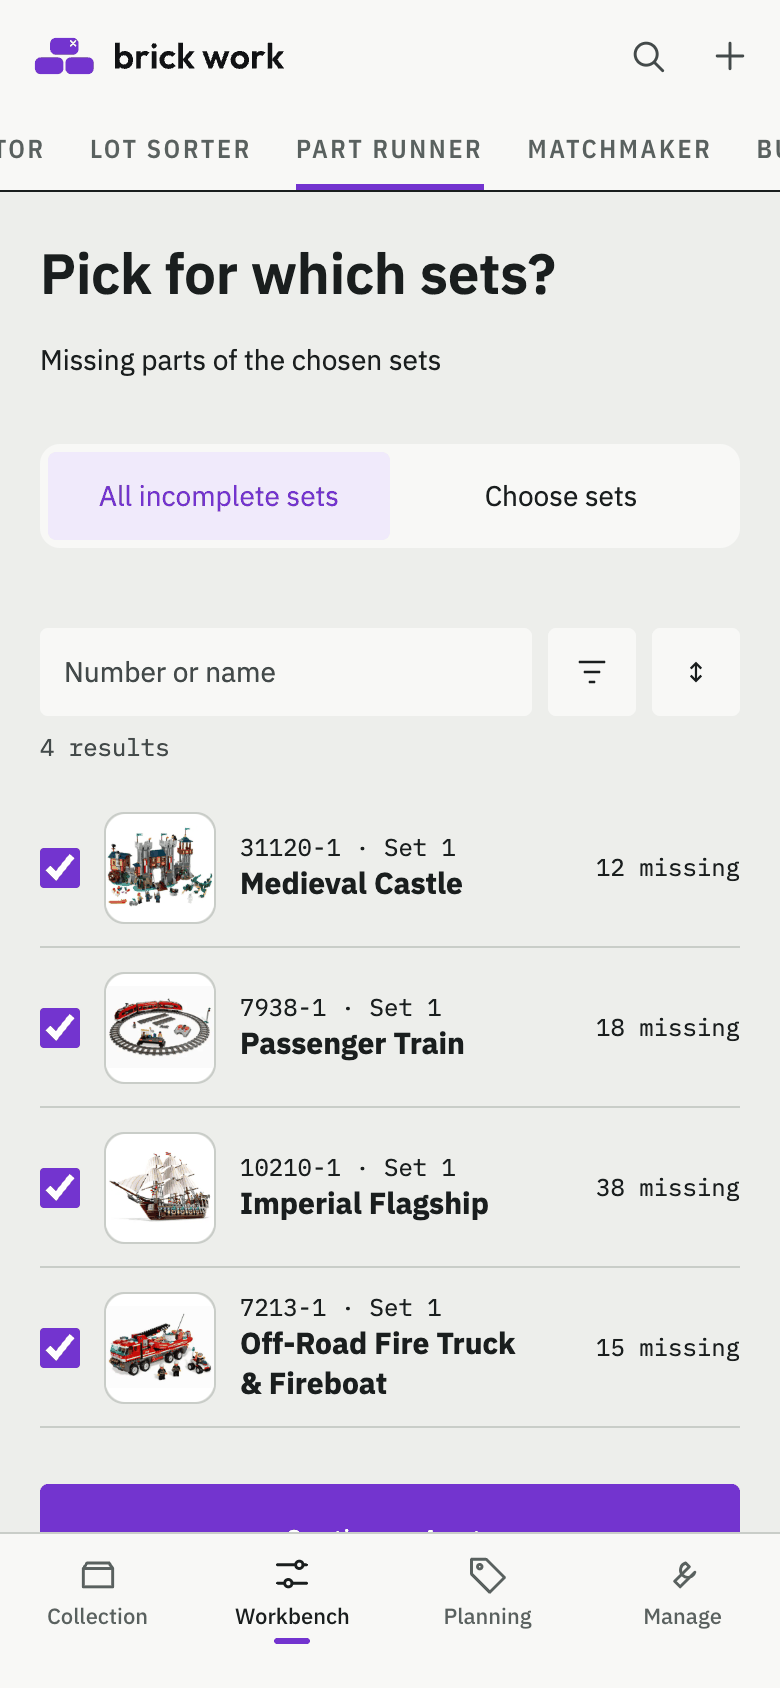 brick work
TOR LOT SORTER PART RUNNER MATCHMAKER BU
Pick for which sets?
Missing parts of the chosen sets
All incomplete sets Choose sets
Number or name
4 results
31120-1 · Set 1
Medieval Castle
12 missing
7938-1 · Set 1
Passenger Train
18 missing
10210-1 · Set 1
Imperial Flagship
38 missing
7213-1 · Set 1
Off-Road Fire Truck
& Fireboat
15 missing
Collection Workbench Planning Manage